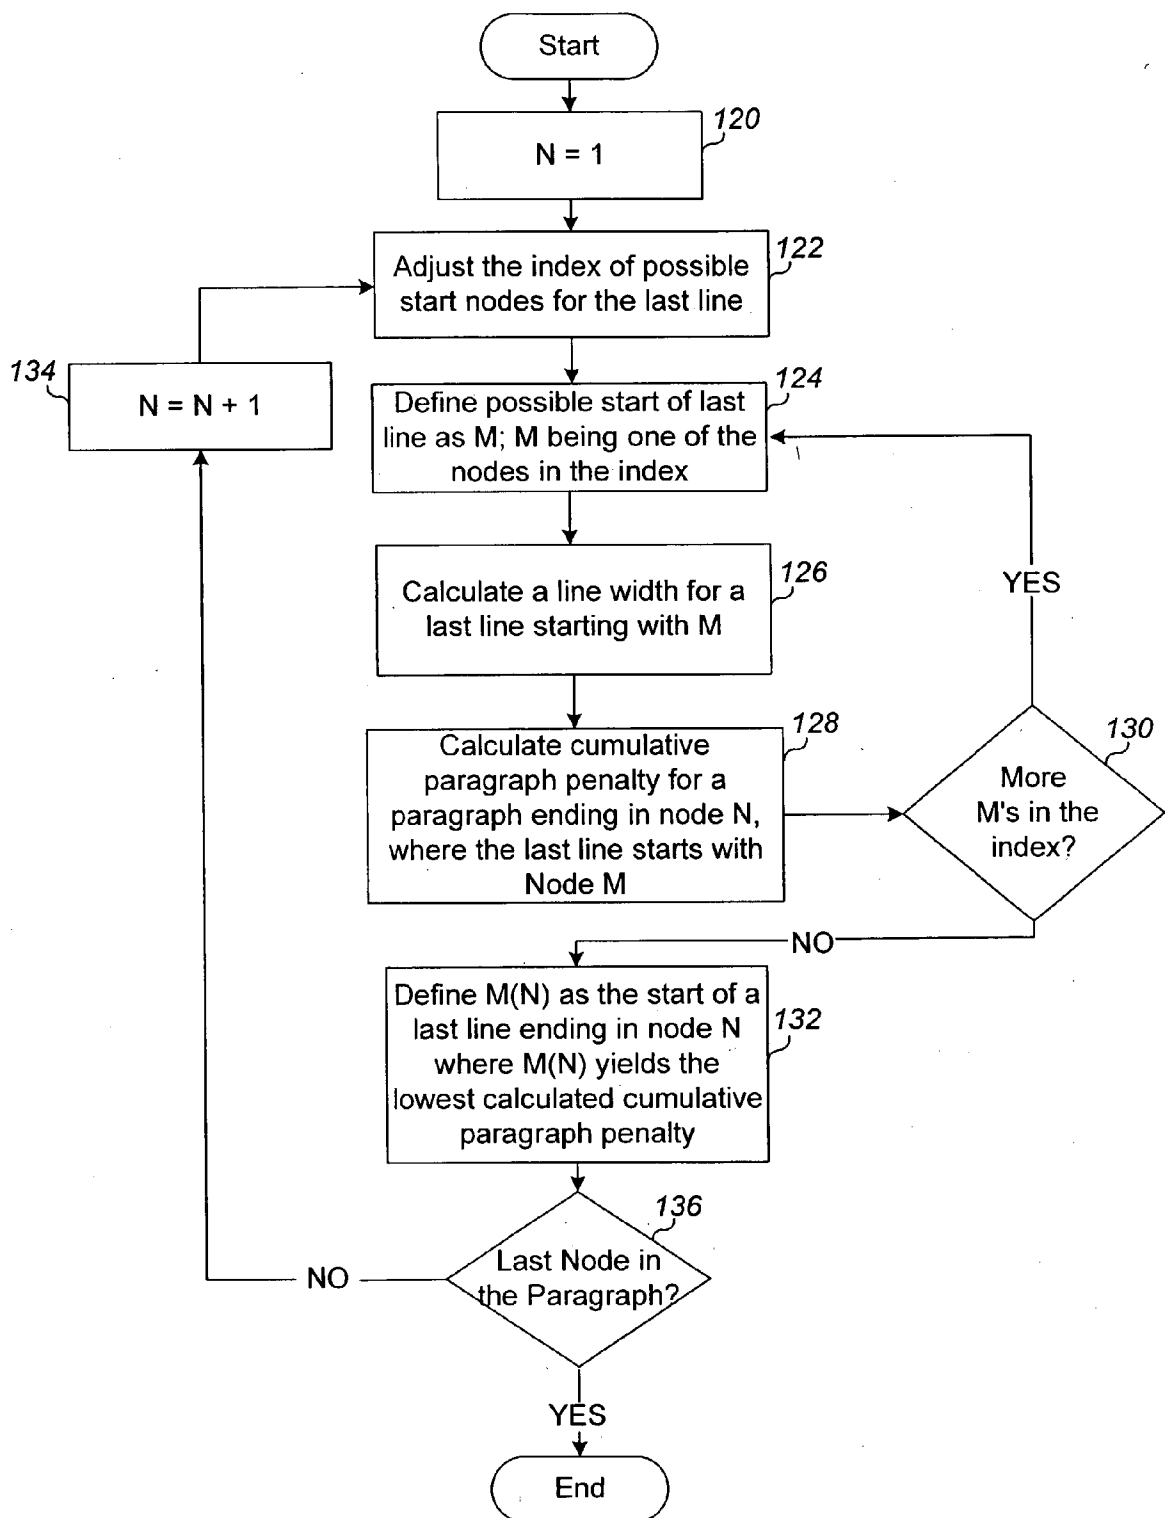 Start
120
N = 1
122
Adjust the index of possible
start nodes for the last line
134
N = N + 1
124
Define possible start of last
line as M; M being one of the
nodes in the index
126
Calculate a line width for a
last line starting with M
YES
128
Calculate cumulative
paragraph penalty for a
paragraph ending in node N,
where the last line starts with
Node M
130
More
M's in the
index?
NO
132
Define M(N) as the start of a
last line ending in node N
where M(N) yields the
lowest calculated cumulative
paragraph penalty
136
Last Node in
the Paragraph?
NO
YES
End